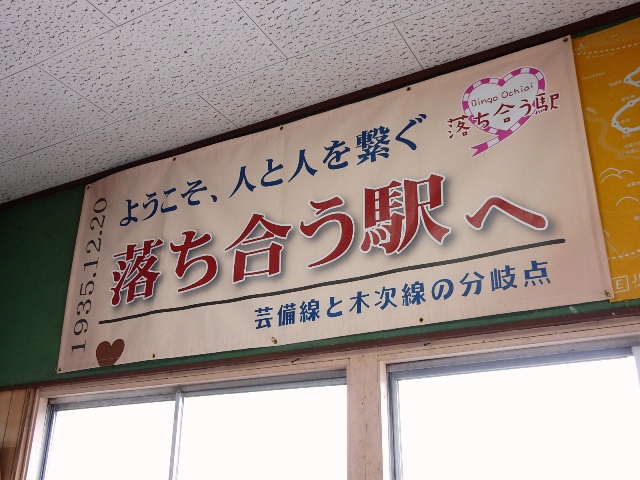 1935.12.20
ようこそ、人と人を繋ぐ
落ち合う駅へ
芸備線と木次線の分岐点
Bingo Ochiai
落ち合う駅